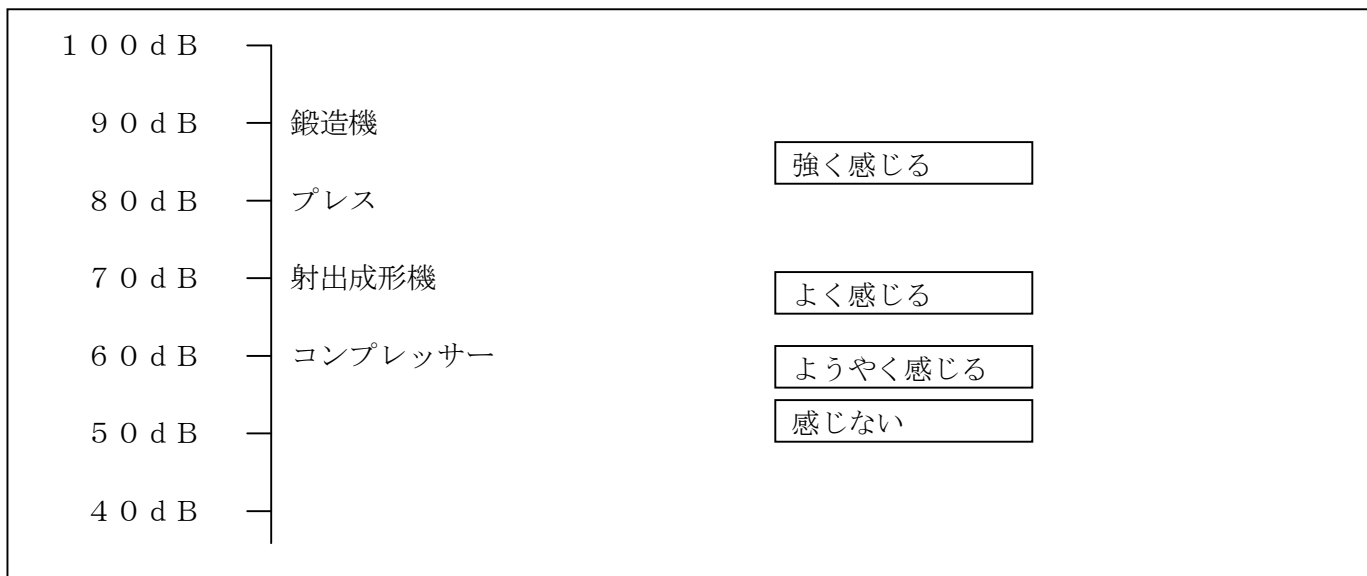 １００ｄＢ
９０ｄＢ 鍛造機
強く感じる
８０ｄＢ プレス
７０ｄＢ 射出成形機
よく感じる
６０ｄＢ コンプレッサー
ようやく感じる
感じない
５０ｄＢ
４０ｄＢ